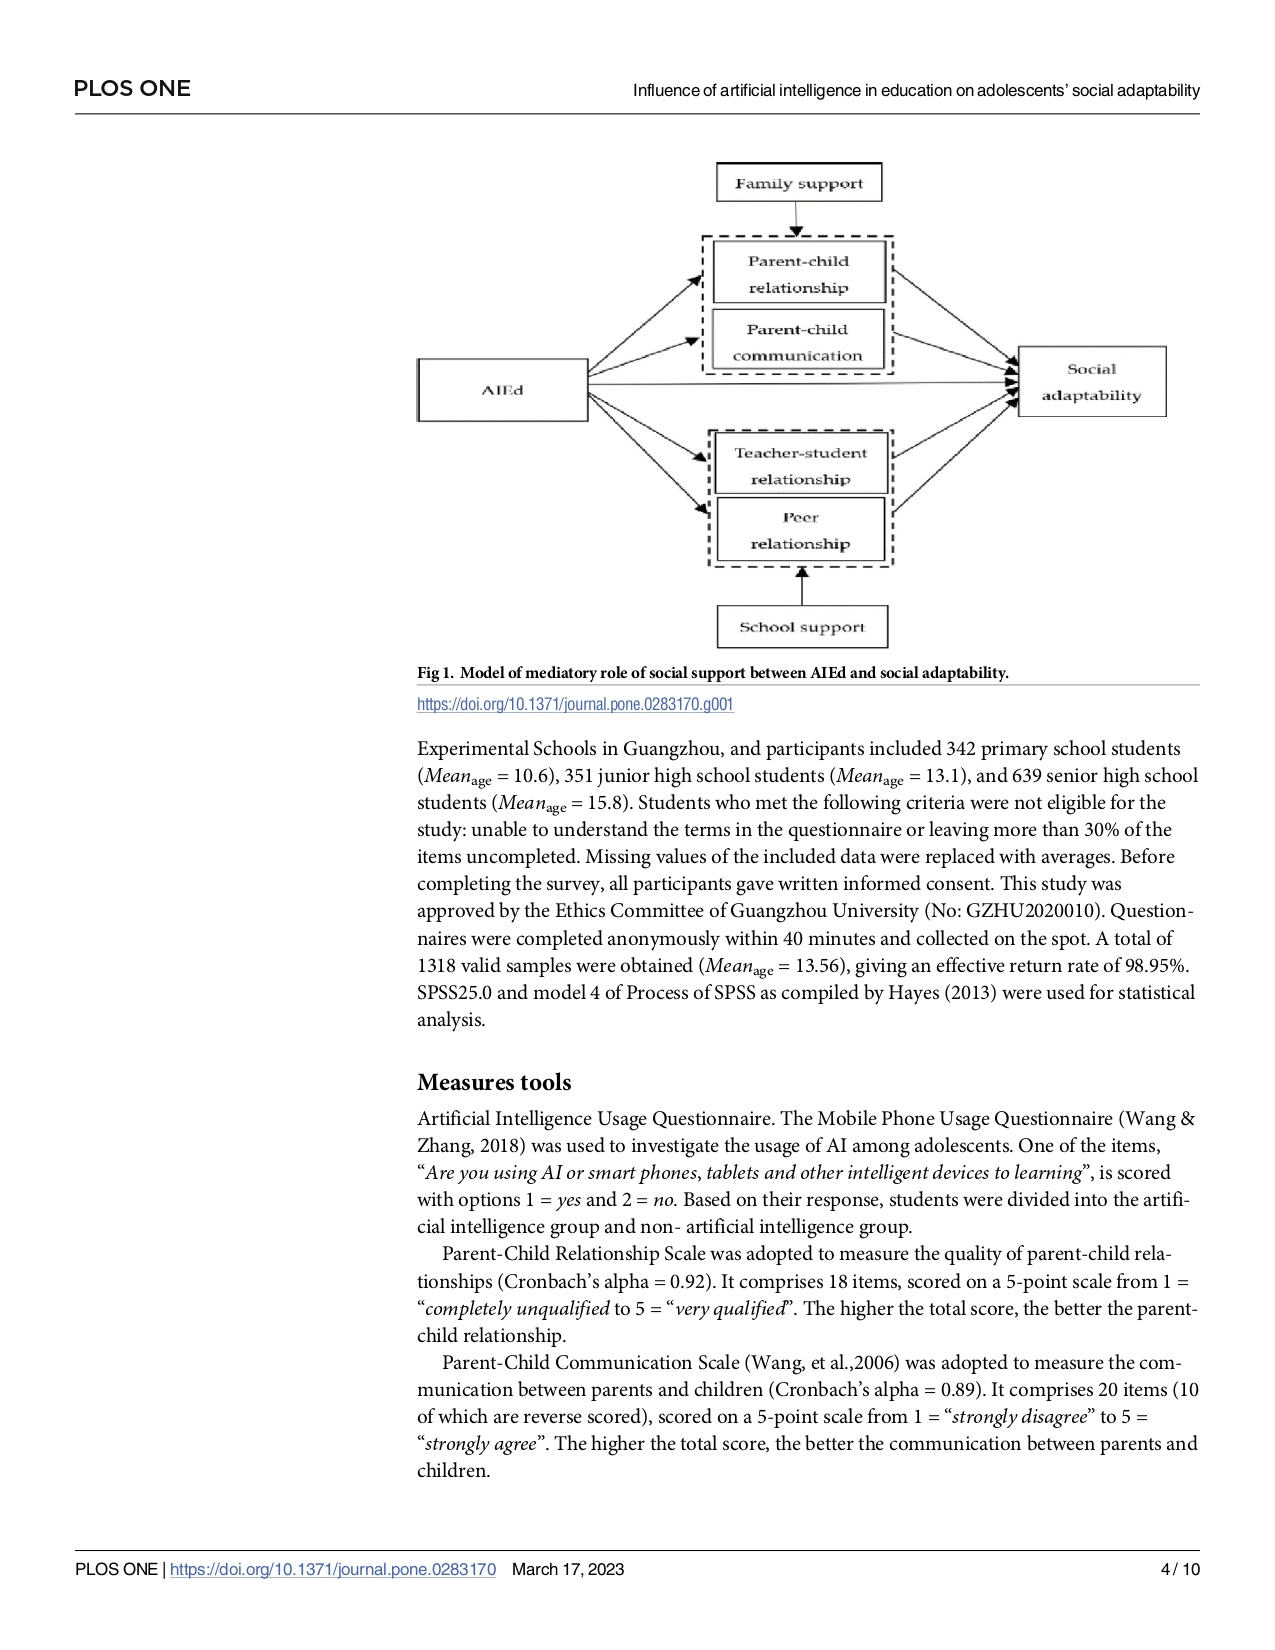 PLOS ONE
Influence of artificial intelligence in education on adolescents’ social adaptability
Family support
Parent-child
relationship
Parent-child
communication
AIEd
Social
adaptability
Teacher-student
relationship
Peer
relationship
School support
Fig 1. Model of mediatory role of social support between AIEd and social adaptability.
https://doi.org/10.1371/journal.pone.0283170.g001
Experimental Schools in Guangzhou, and participants included 342 primary school students
(Meanage = 10.6), 351 junior high school students (Meanage = 13.1), and 639 senior high school
students (Meanage = 15.8). Students who met the following criteria were not eligible for the
study: unable to understand the terms in the questionnaire or leaving more than 30% of the
items uncompleted. Missing values of the included data were replaced with averages. Before
completing the survey, all participants gave written informed consent. This study was
approved by the Ethics Committee of Guangzhou University (No: GZHU2020010). Question-
naires were completed anonymously within 40 minutes and collected on the spot. A total of
1318 valid samples were obtained (Meanage = 13.56), giving an effective return rate of 98.95%.
SPSS25.0 and model 4 of Process of SPSS as compiled by Hayes (2013) were used for statistical
analysis.
Measures tools
Artificial Intelligence Usage Questionnaire. The Mobile Phone Usage Questionnaire (Wang &
Zhang, 2018) was used to investigate the usage of AI among adolescents. One of the items,
“Are you using AI or smart phones, tablets and other intelligent devices to learning”, is scored
with options 1 = yes and 2 = no. Based on their response, students were divided into the artifi-
cial intelligence group and non- artificial intelligence group.
Parent-Child Relationship Scale was adopted to measure the quality of parent-child rela-
tionships (Cronbach’s alpha = 0.92). It comprises 18 items, scored on a 5-point scale from 1 =
“completely unqualified to 5 = “very qualified”. The higher the total score, the better the parent-
child relationship.
Parent-Child Communication Scale (Wang, et al.,2006) was adopted to measure the com-
munication between parents and children (Cronbach’s alpha = 0.89). It comprises 20 items (10
of which are reverse scored), scored on a 5-point scale from 1 = “strongly disagree” to 5 =
“strongly agree”. The higher the total score, the better the communication between parents and
children.
PLOS ONE | https://doi.org/10.1371/journal.pone.0283170 March 17, 2023
4 / 10